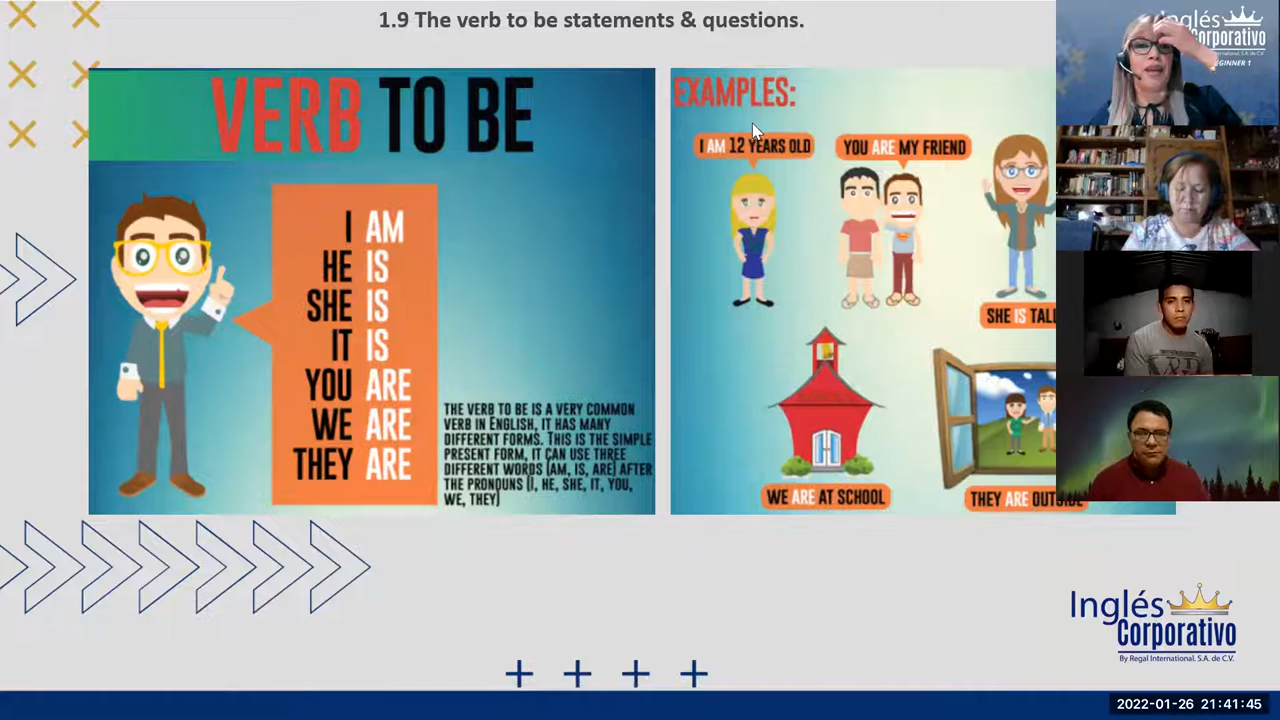 1.9 The verb to be statements & questions.
VERB TO BE
I AM
HE IS
SHE IS
IT IS
YOU ARE
WE ARE
THEY ARE
THE VERB TO BE IS A VERY COMMON
VERB IN ENGLISH, IT HAS MANY
DIFFERENT FORMS. THIS IS THE SIMPLE
PRESENT FORM, IT CAN USE THREE
DIFFERENT WORDS (AM, IS, ARE) AFTER
THE PRONOUNS (I, HE, SHE, IT, YOU,
WE, THEY)
EXAMPLES:
I AM 12 YEARS OLD
YOU ARE MY FRIEND
SHE IS TALL
WE ARE AT SCHOOL
THEY ARE OUTSIDE
Inglés
Corporativo
Inglés
Corporativo
By Regal International. S.A. de C.V.
2022-01-26 21:41:45